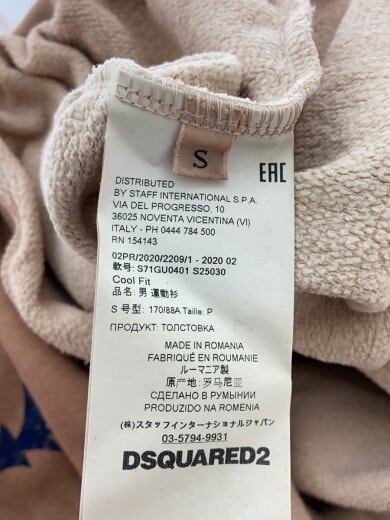 S
EAC
DISTRIBUTED
BY STAFF INTERNATIONAL S.P.A.
VIA DEL PROGRESSO, 10
36025 NOVENTA VICENTINA (VI)
ITALY - PH 0444 784 500
RN 154143
02PR/2020/2209/1 - 2020 02
款号: S71GU0401 S25030
Cool Fit
品名: 男 運動衫
S 号型: 170/88A Taille: P
ПРОДУКТ: ТОЛСТОВКА
MADE IN ROMANIA
FABRIQUÉ EN ROUMANIE
ルーマニア製
原产地: 罗马尼亚
СДЕЛАНО В РУМЫНИИ
PRODUZIDO NA ROMENIA
(株)スタッフインターナショナルジャパン
03-5794-9931
DSQUARED2